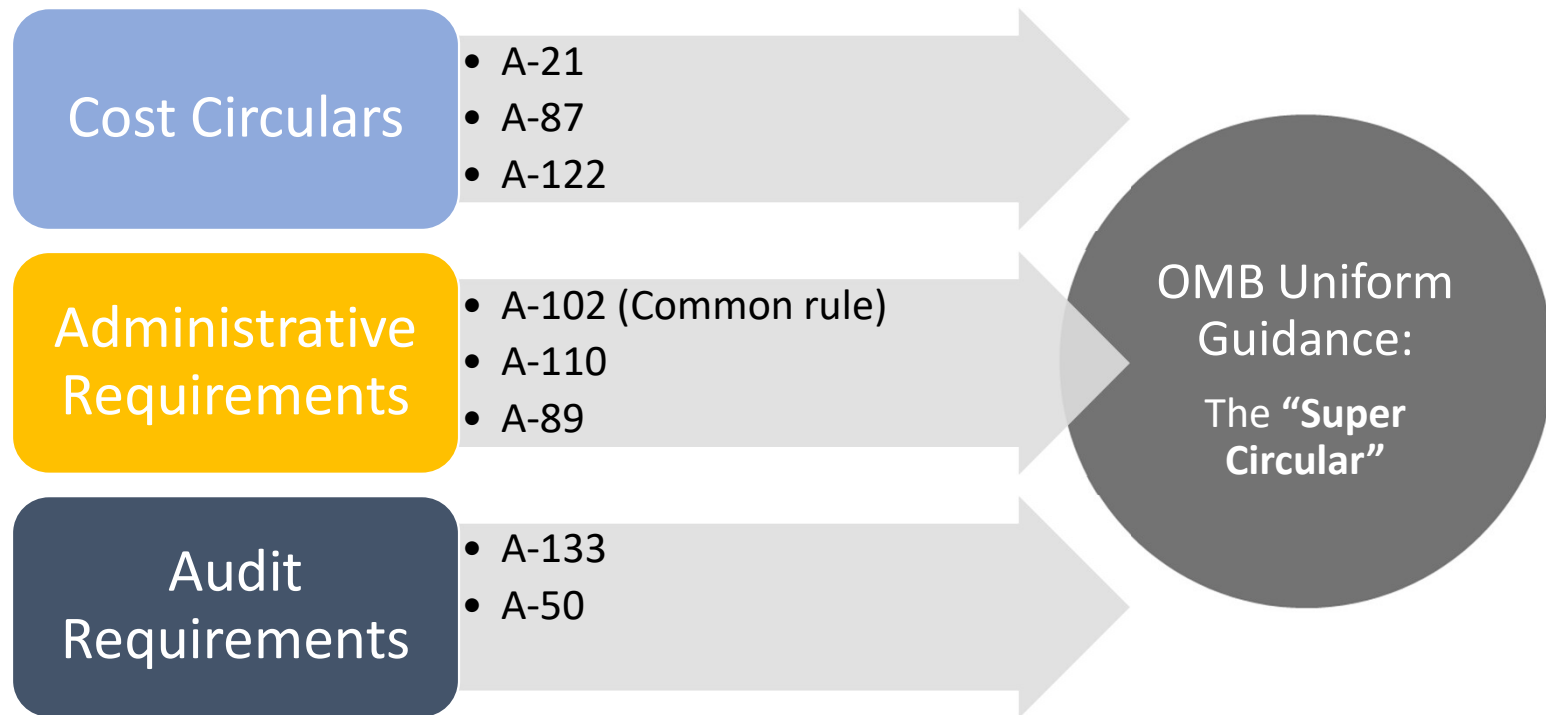 Cost Circulars
• A-21
• A-87
• A-122
Administrative
Requirements
• A-102 (Common rule)
• A-110
• A-89
Audit
Requirements
• A-133
• A-50
OMB Uniform
Guidance:
The “Super
Circular”